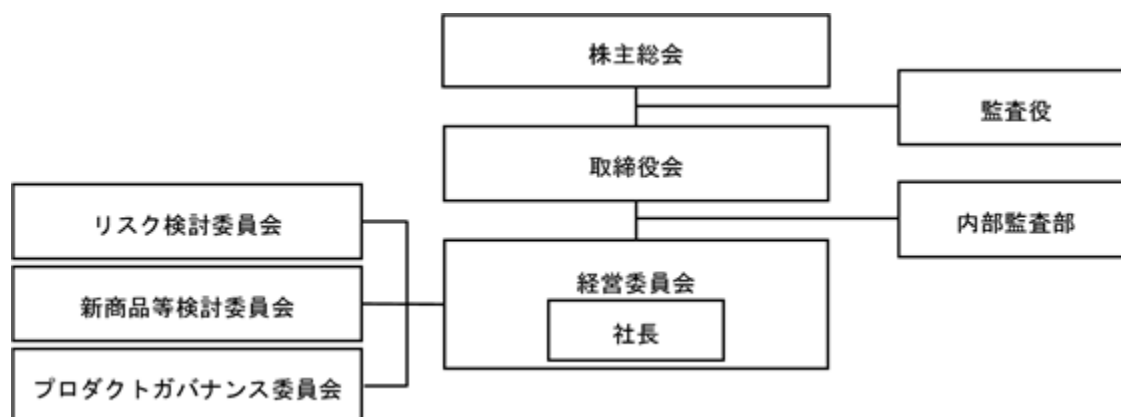 株主総会
監査役
取締役会
リスク検討委員会
内部監査部
新商品等検討委員会
経営委員会
社長
プロダクトガバナンス委員会